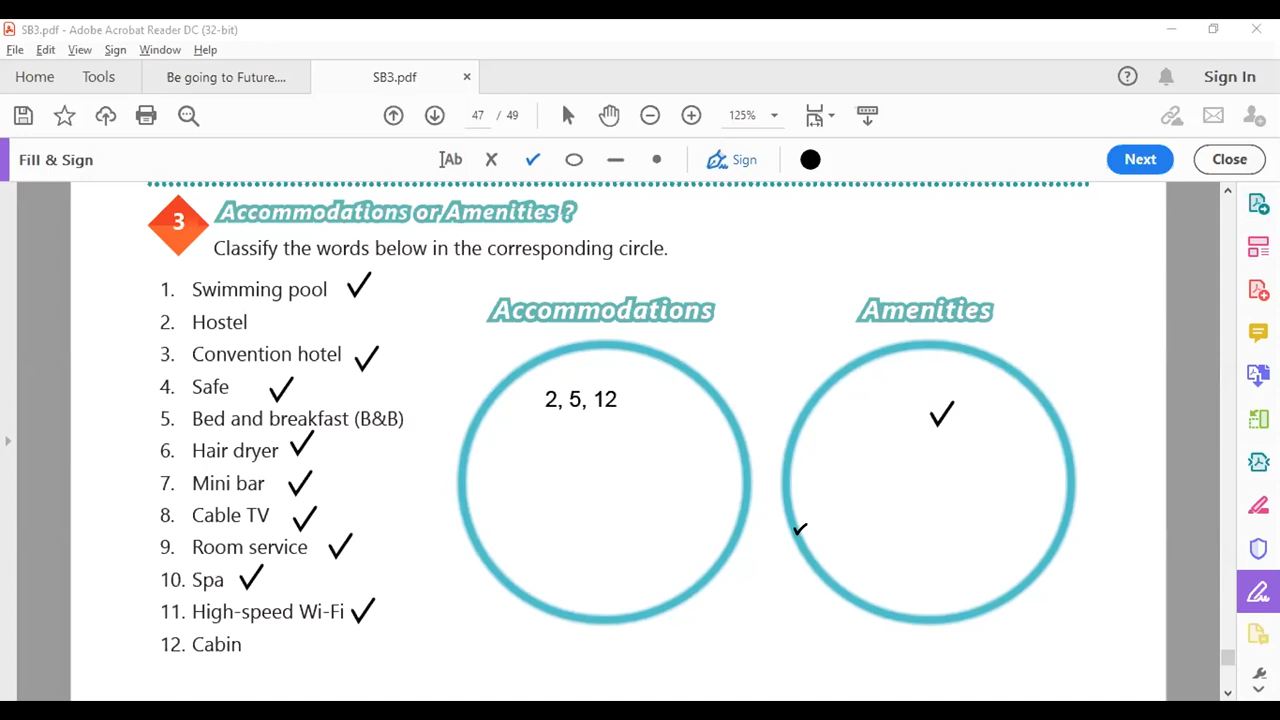 SB3.pdf - Adobe Acrobat Reader DC (32-bit)
File Edit View Sign Window Help
Home Tools Be going to Future.... SB3.pdf × Sign In
47 / 49 125%
Fill & Sign Ab Sign Next Close
3 Accommodations or Amenities ?
Classify the words below in the corresponding circle.
1. Swimming pool ✓
2. Hostel
3. Convention hotel ✓
4. Safe ✓
5. Bed and breakfast (B&B)
6. Hair dryer ✓
7. Mini bar ✓
8. Cable TV ✓
9. Room service ✓
10. Spa ✓
11. High-speed Wi-Fi ✓
12. Cabin
Accommodations
2, 5, 12
Amenities
✓
✓